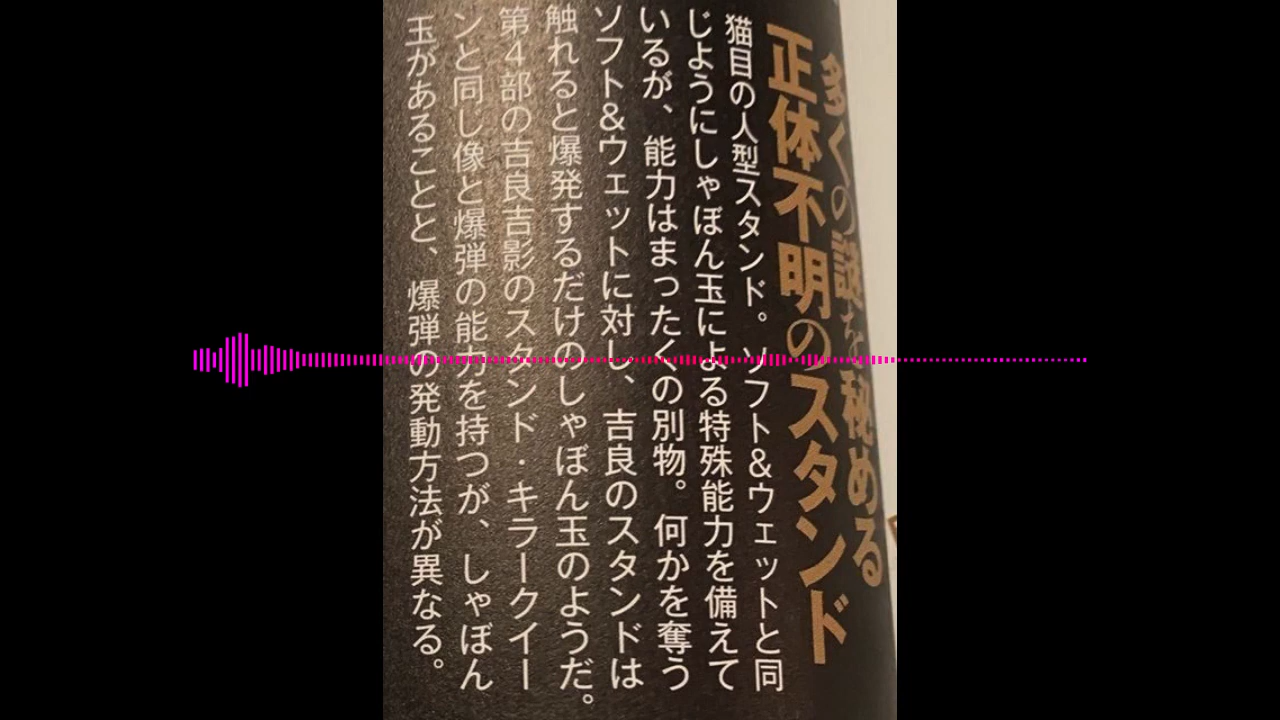 多くの謎を秘める
正体不明のスタンド
猫目の人型スタンド。ソフト&ウェットと同
じようにしゃぼん玉による特殊能力を備えて
いるが、能力はまったくの別物。何かを奪う
ソフト&ウェットに対し、吉良のスタンドは
触れると爆発するだけのしゃぼん玉のようだ。
第4部の吉良吉影のスタンド・キラークイー
ンと同じ像と爆弾の能力を持つが、しゃぼん
玉があることと、爆弾の発動方法が異なる。